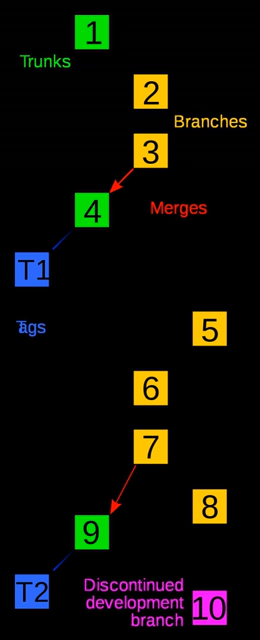 1
Trunks
2
Branches
3
4
Merges
T1
Tags
5
6
7
8
9
T2
Discontinued
development
branch
10